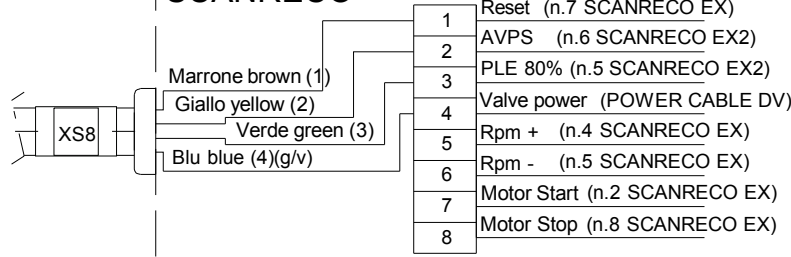 SCANRECO
1 Reset (n.7 SCANRECO EX)
2 AVPS (n.6 SCANRECO EX2)
3 PLE 80% (n.5 SCANRECO EX2)
4 Valve power (POWER CABLE DV)
5 Rpm + (n.4 SCANRECO EX)
6 Rpm - (n.5 SCANRECO EX)
7 Motor Start (n.2 SCANRECO EX)
8 Motor Stop (n.8 SCANRECO EX)
Marrone brown (1)
Giallo yellow (2)
Verde green (3)
Blu blue (4)(g/v)
XS8